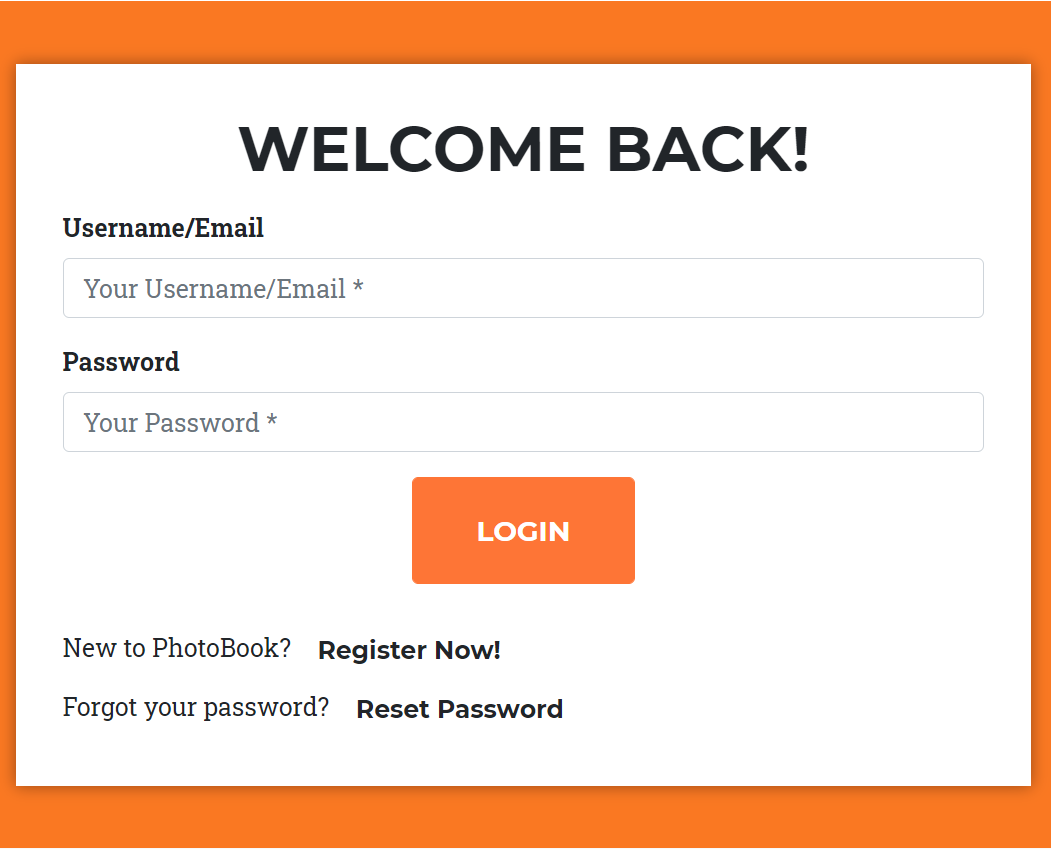 WELCOME BACK!
Username/Email
Your Username/Email *
Password
Your Password *
LOGIN
New to PhotoBook? Register Now!
Forgot your password? Reset Password